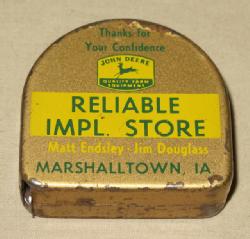 Thanks for
Your Confidence
JOHN DEERE
QUALITY FARM
EQUIPMENT
RELIABLE
IMPL. STORE
Matt Endsley - Jim Douglass
MARSHALLTOWN, IA